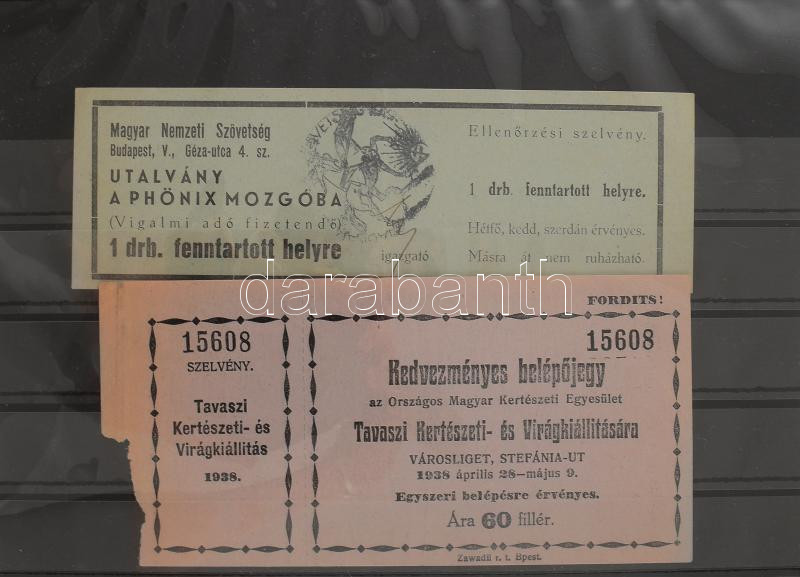 Magyar Nemzeti Szövetség
Budapest, V., Géza-utca 4. sz.
UTALVÁNY
A PHÖNIX MOZGÓBA
(Vigalmi adó fizetendő)
1 drb. fenntartott helyre
igazgató
Ellenőrzési szelvény.
1 drb. fenntartott helyre.
Hétfő, kedd, szerdán érvényes.
Másra át nem ruházható.
darabanth
15608
SZELVÉNY.
Tavaszi
Kertészeti- és
Virágkiállítás
1938.
FORDITS!
15608
Kedvezményes belépőjegy
az Országos Magyar Kertészeti Egyesület
Tavaszi Kertészeti- és Virágkiállitására
VÁROSLIGET, STEFÁNIA-UT
1938 április 28—május 9.
Egyszeri belépésre érvényes.
Ára 60 fillér.
Zawadil r. t. Bpest.